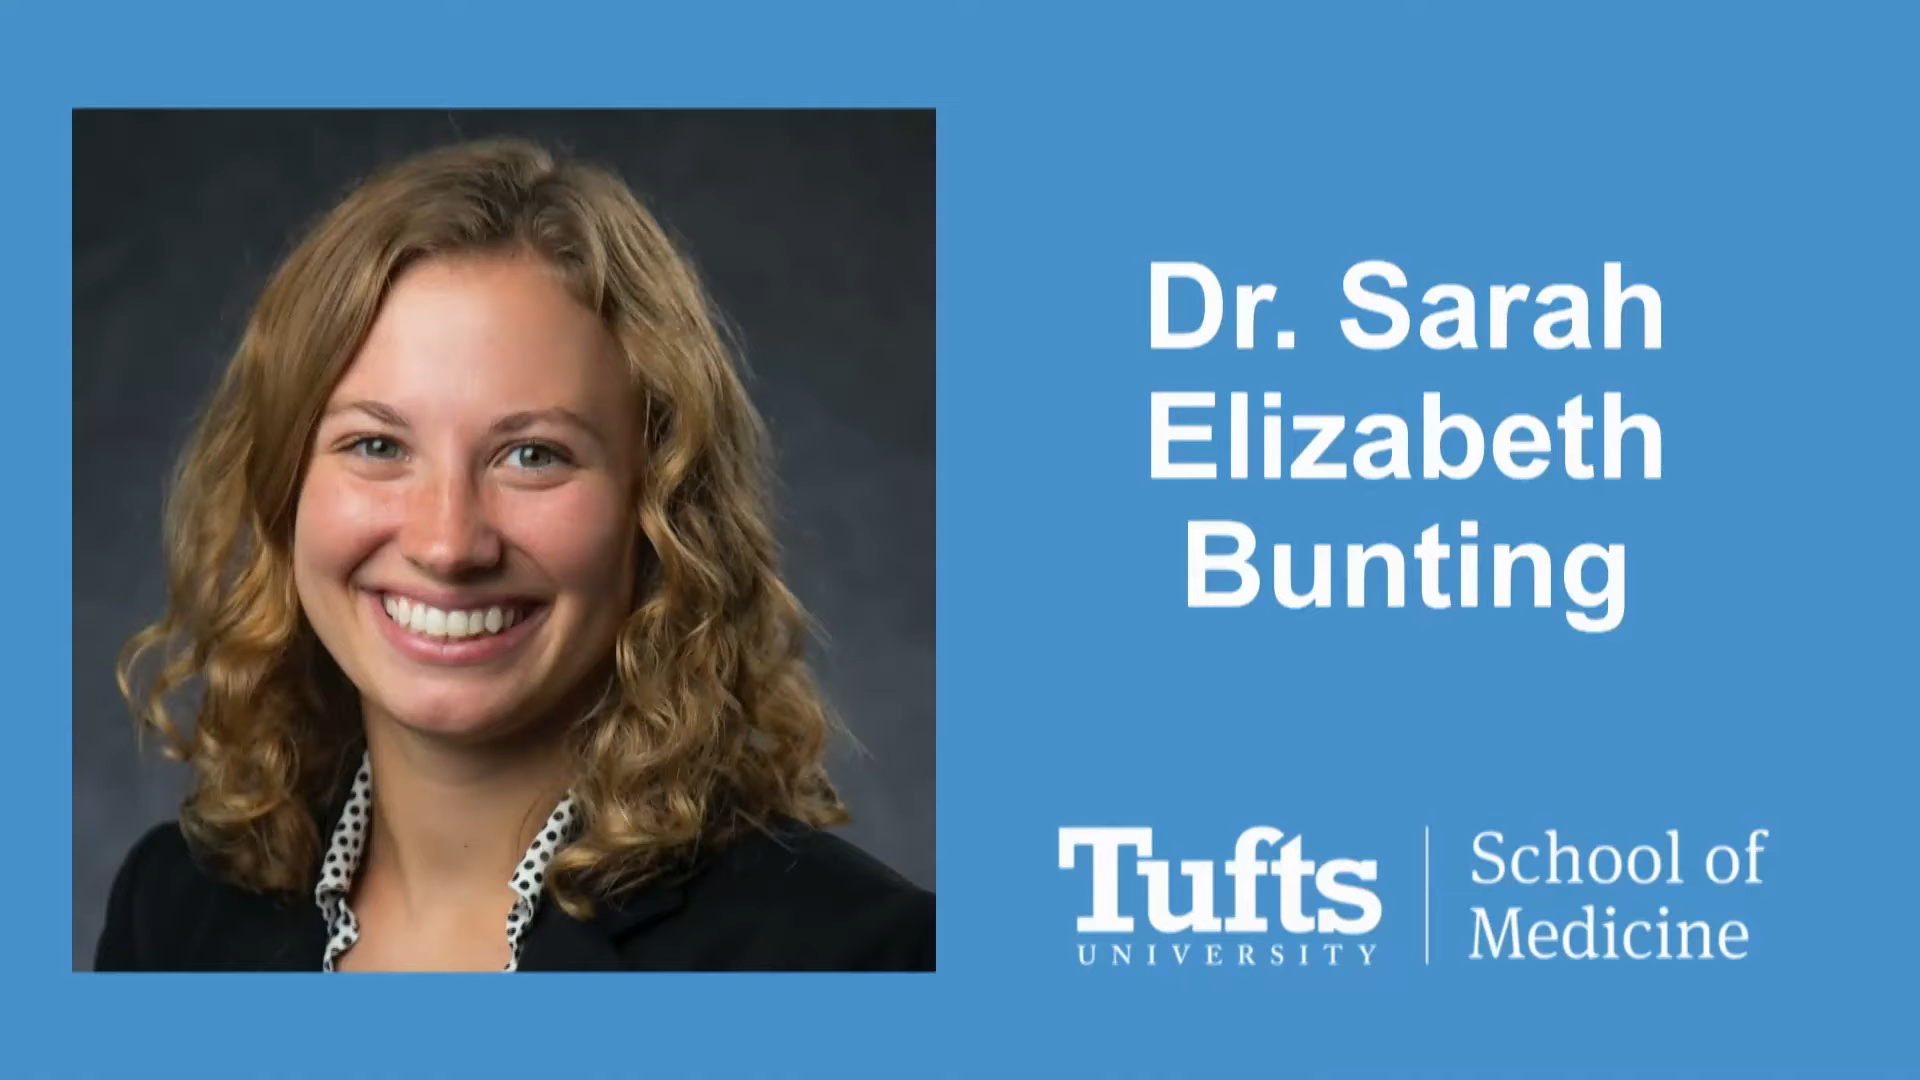 Dr. Sarah
Elizabeth
Bunting
Tufts
UNIVERSITY
School of
Medicine